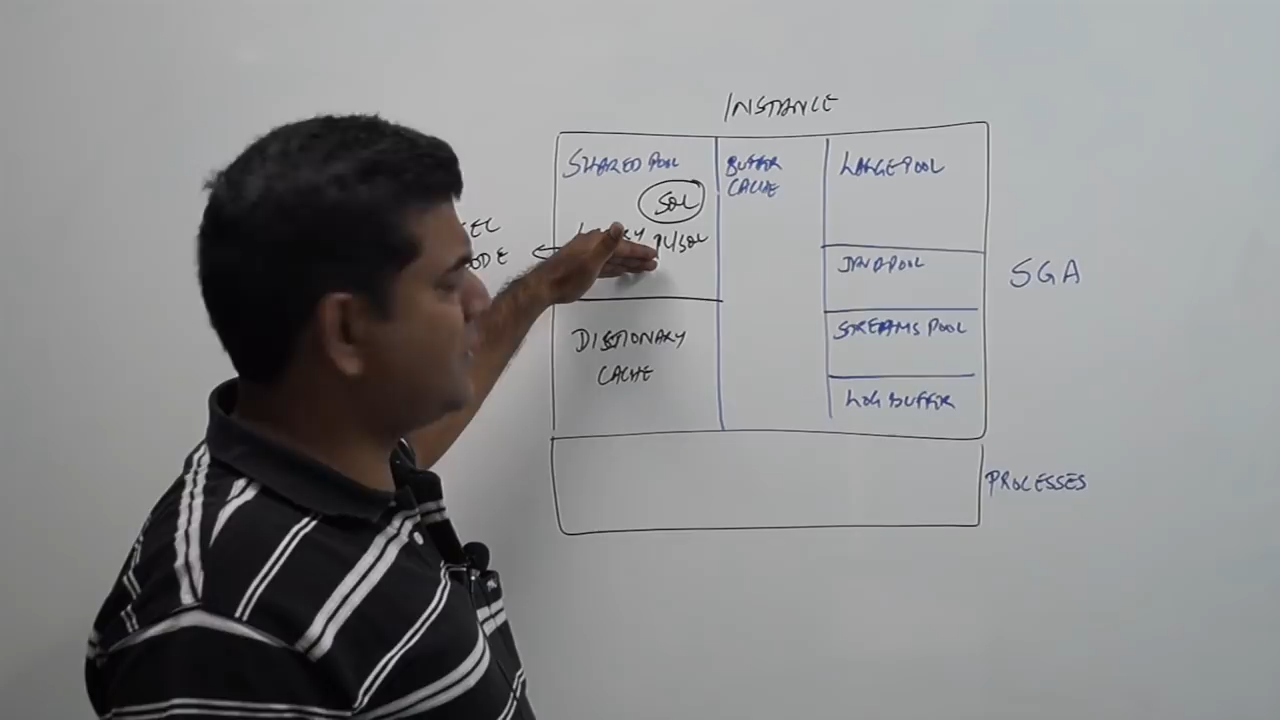 INSTANCE
SHARED POOL
SQL
PL/SQL
DICTIONARY
CACHE
BUFFER
CACHE
LARGE POOL
JAVA POOL
STREAMS POOL
LOG BUFFER
SGA
PROCESSES